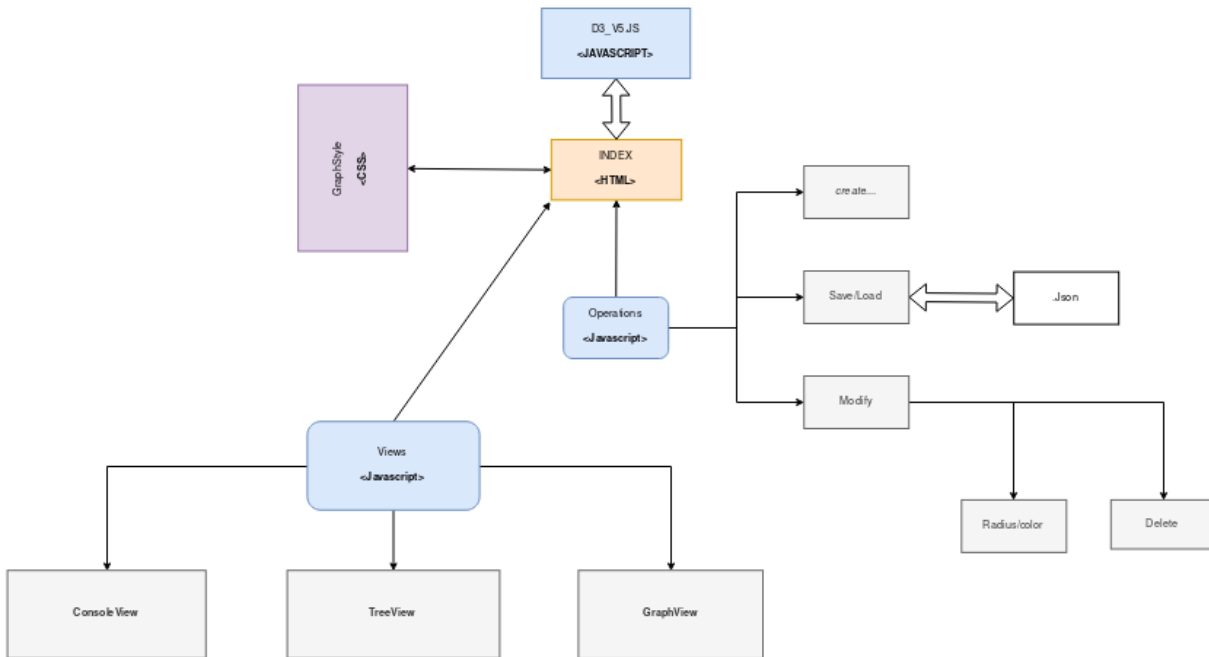 D3_V5.JS
<JAVASCRIPT>
GraphStyle
<CSS>
INDEX
<HTML>
create...
Save/Load
.Json
Operations
<Javascript>
Modify
Views
<Javascript>
Radius/color
Delete
ConsoleView
TreeView
GraphView